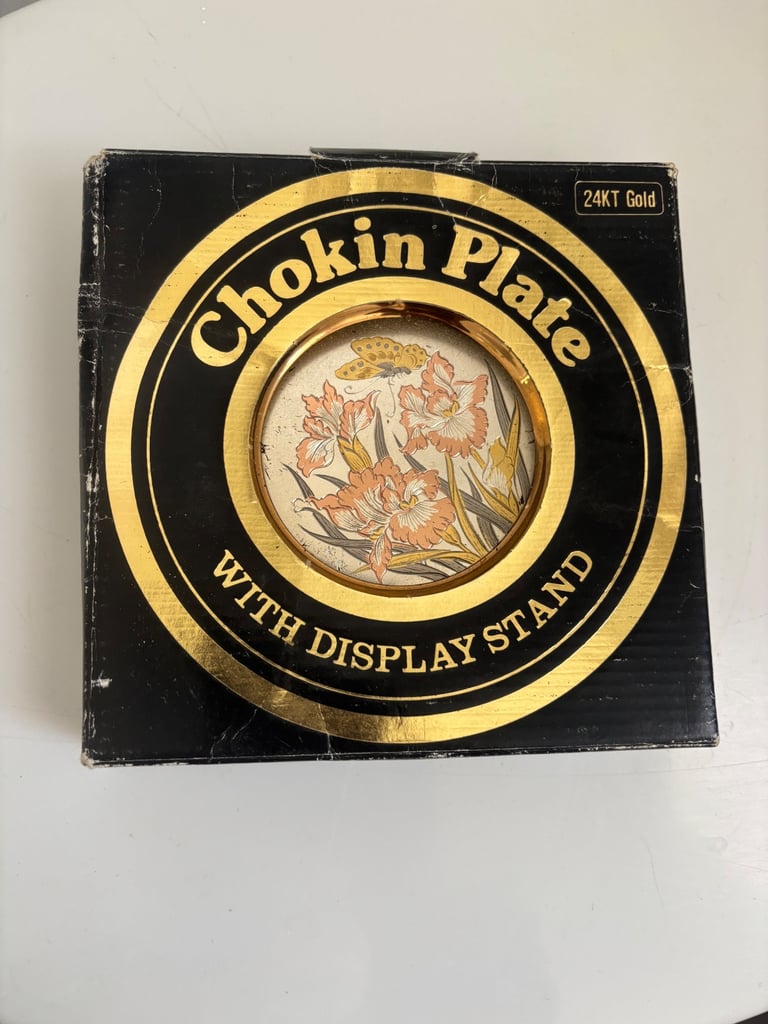 24KT Gold
Chokin Plate
WITH DISPLAY STAND